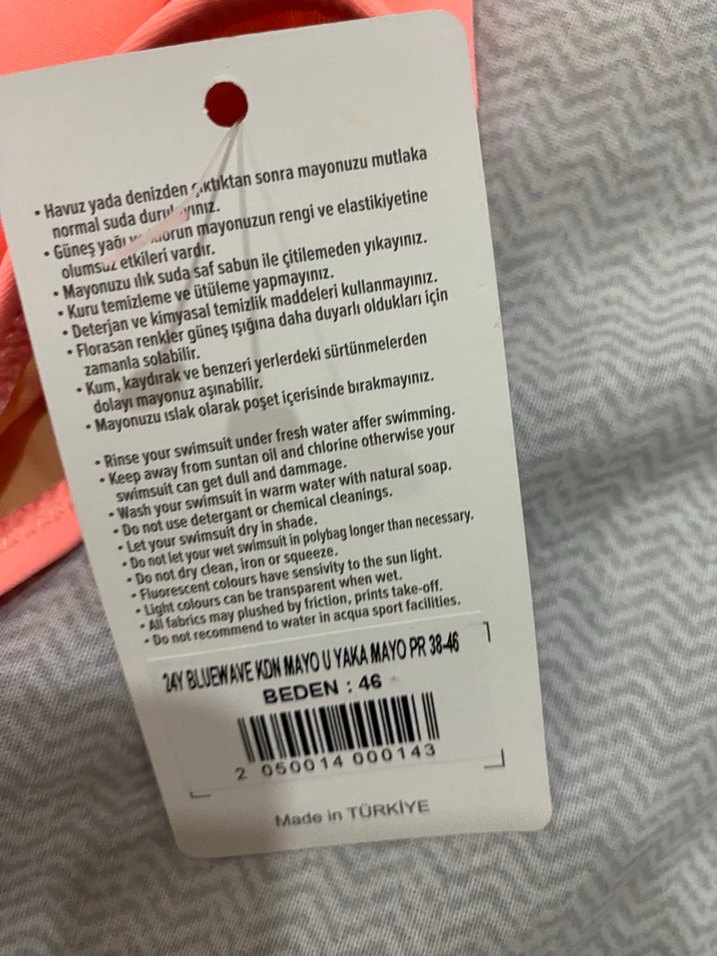 • Havuz yada denizden çıktıktan sonra mayonuzu mutlaka
normal suda durulayınız.
• Güneş yağı ve klorun mayonuzun rengi ve elastikiyetine
olumsuz etkileri vardır.
• Mayonuzu ılık suda saf sabun ile çitilemeden yıkayınız.
• Kuru temizleme ve ütüleme yapmayınız.
• Deterjan ve kimyasal temizlik maddeleri kullanmayınız.
• Florasan renkler güneş ışığına daha duyarlı oldukları için
zamanla solabilir.
• Kum, kaydırak ve benzeri yerlerdeki sürtünmelerden
dolayı mayonuz aşınabilir.
• Mayonuzu ıslak olarak poşet içerisinde bırakmayınız.
• Rinse your swimsuit under fresh water affer swimming.
• Keep away from suntan oil and chlorine otherwise your
swimsuit can get dull and dammage.
• Wash your swimsuit in warm water with natural soap.
• Do not use detergant or chemical cleanings.
• Let your swimsuit dry in shade.
• Do not let your wet swimsuit in polybag longer than necessary.
• Do not dry clean, iron or squeeze.
• Fluorescent colours have sensivity to the sun light.
• Light colours can be transparent when wet.
• All fabrics may plushed by friction, prints take-off.
• Do not recommend to water in acqua sport facilities.
24Y BLUEWAVE KDN MAYO U YAKA MAYO PR 38-46
BEDEN : 46
2 050014 000143
Made in TÜRKİYE